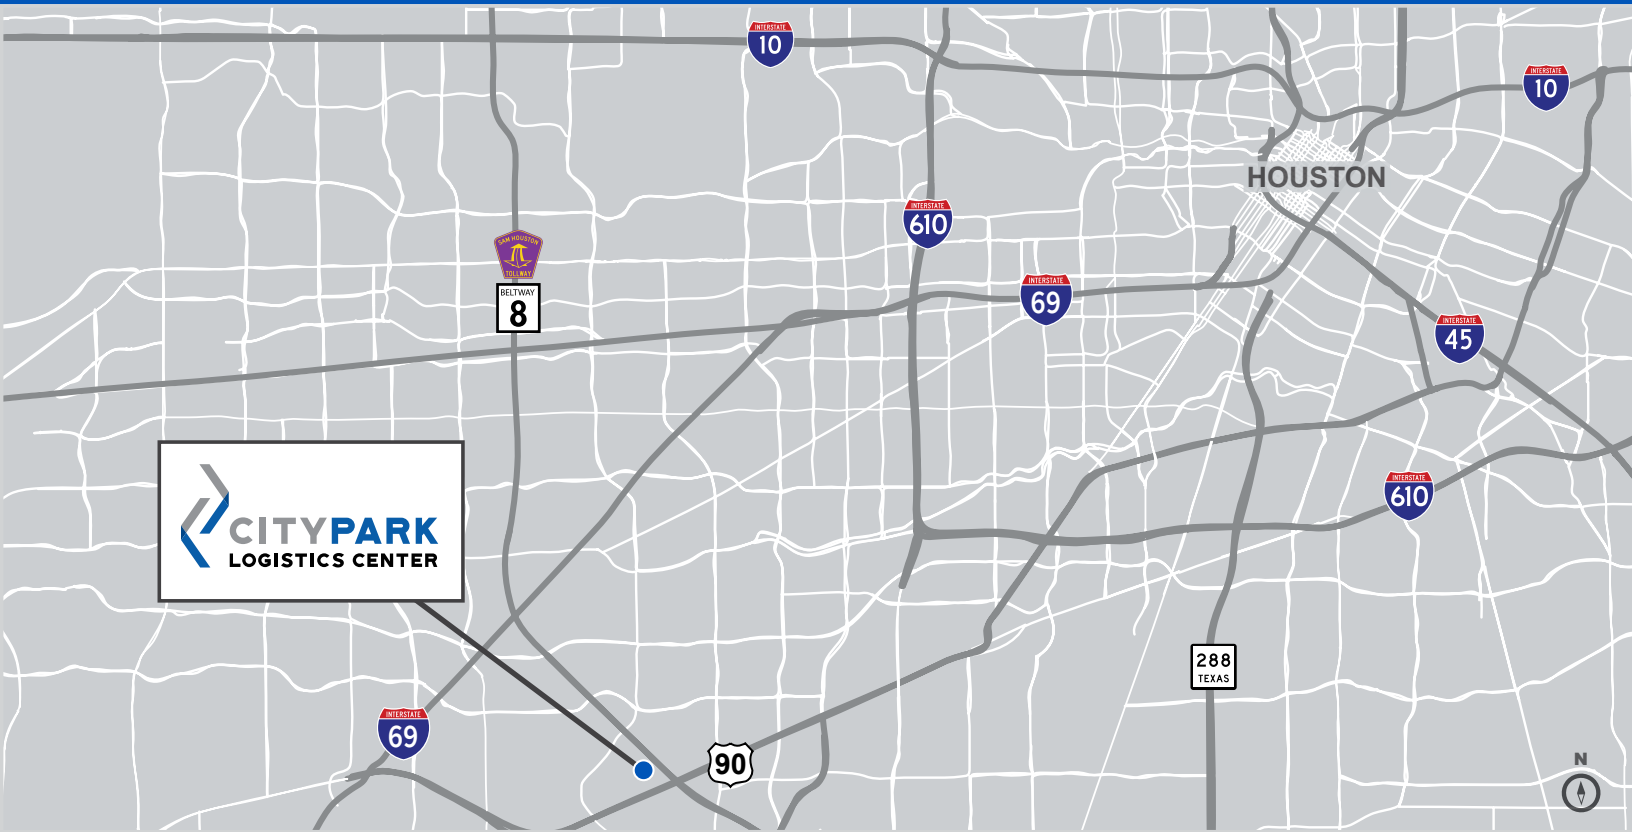 INTERSTATE
10
INTERSTATE
10
HOUSTON
INTERSTATE
610
SAM HOUSTON
TOLLWAY
BELTWAY
8
INTERSTATE
69
INTERSTATE
45
CITYPARK
LOGISTICS CENTER
INTERSTATE
610
288
TEXAS
INTERSTATE
69
90
N